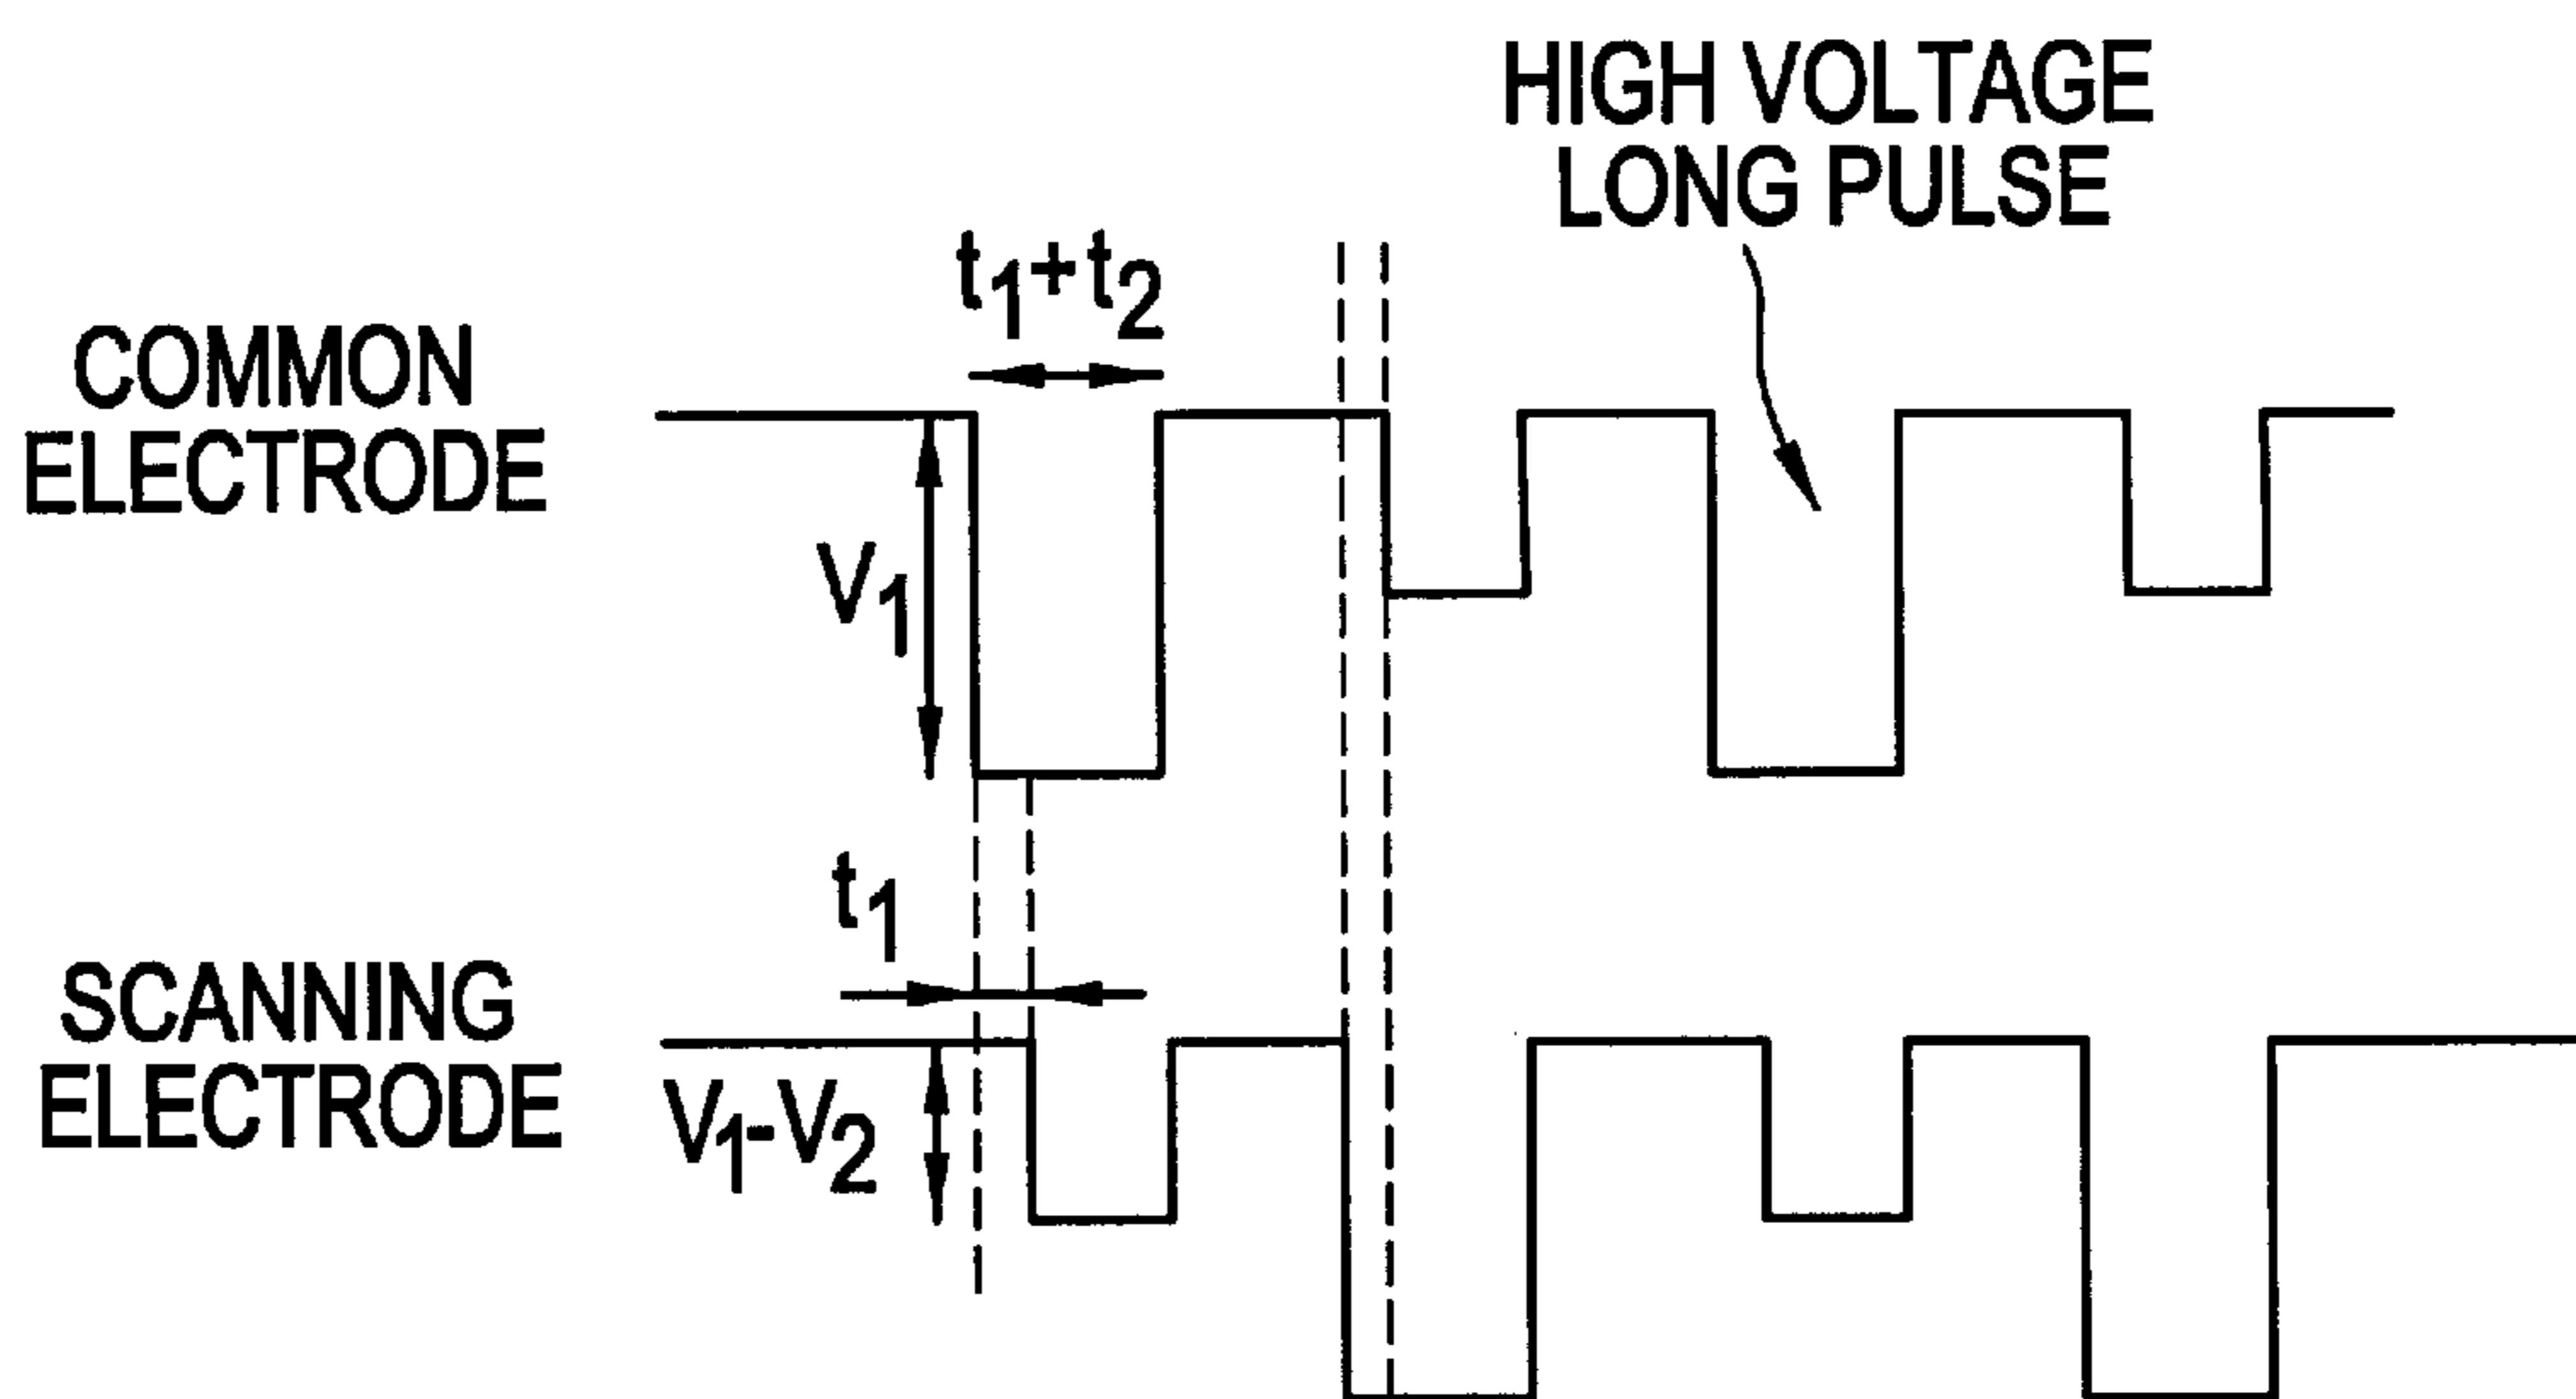 HIGH VOLTAGE
LONG PULSE
t₁+t₂
COMMON
ELECTRODE
V₁
t₁
SCANNING
ELECTRODE
V₁-V₂